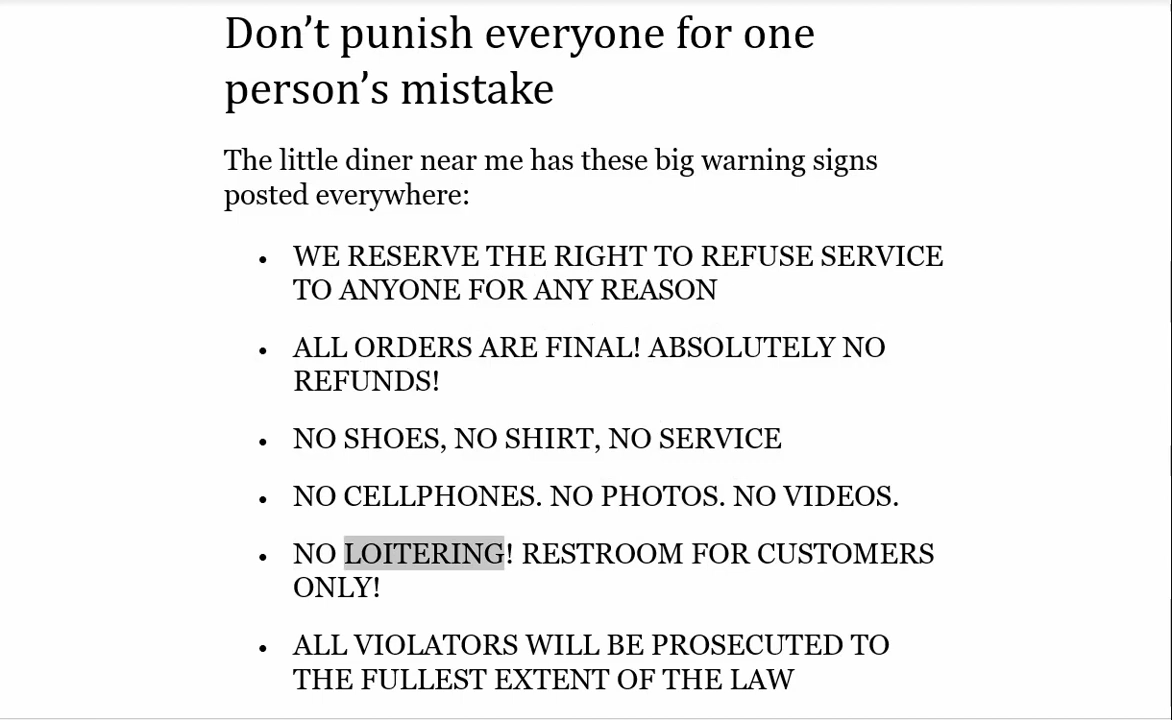 Don’t punish everyone for one
person’s mistake
The little diner near me has these big warning signs
posted everywhere:
• WE RESERVE THE RIGHT TO REFUSE SERVICE
TO ANYONE FOR ANY REASON
• ALL ORDERS ARE FINAL! ABSOLUTELY NO
REFUNDS!
• NO SHOES, NO SHIRT, NO SERVICE
• NO CELLPHONES. NO PHOTOS. NO VIDEOS.
• NO LOITERING! RESTROOM FOR CUSTOMERS
ONLY!
• ALL VIOLATORS WILL BE PROSECUTED TO
THE FULLEST EXTENT OF THE LAW